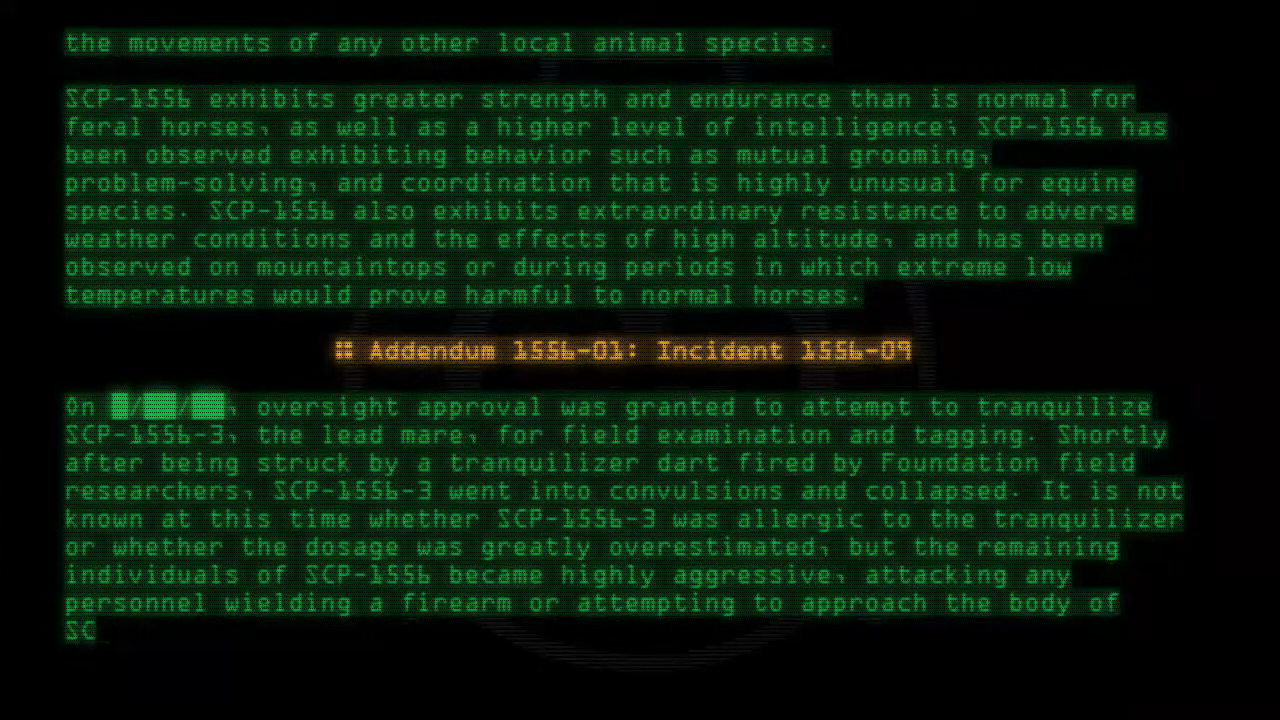 the movements of any other local animal species.
SCP-1556 exhibits greater strength and endurance than is normal for
feral horses, as well as a higher level of intelligence; SCP-1556 has
been observed exhibiting behavior such as mutual grooming,
problem-solving, and coordination that is highly unusual for equine
species. SCP-1556 also exhibits extraordinary resistance to adverse
weather conditions and the effects of high altitude, and has been
observed on mountaintops or during periods in which extreme low
temperatures would prove harmful to normal horses.
⠿ Addendum 1556-01: Incident 1556-09
On █/██/██, oversight approval was granted to attempt to tranquilize
SCP-1556-3, the lead mare, for field examination and tagging. Shortly
after being struck by a tranquilizer dart fired by Foundation field
researchers, SCP-1556-3 went into convulsions and collapsed. It is not
known at this time whether SCP-1556-3 was allergic to the tranquilizer
or whether the dosage was greatly overestimated, but the remaining
individuals of SCP-1556 became highly aggressive, attacking any
personnel wielding a firearm or attempting to approach the body of
SC